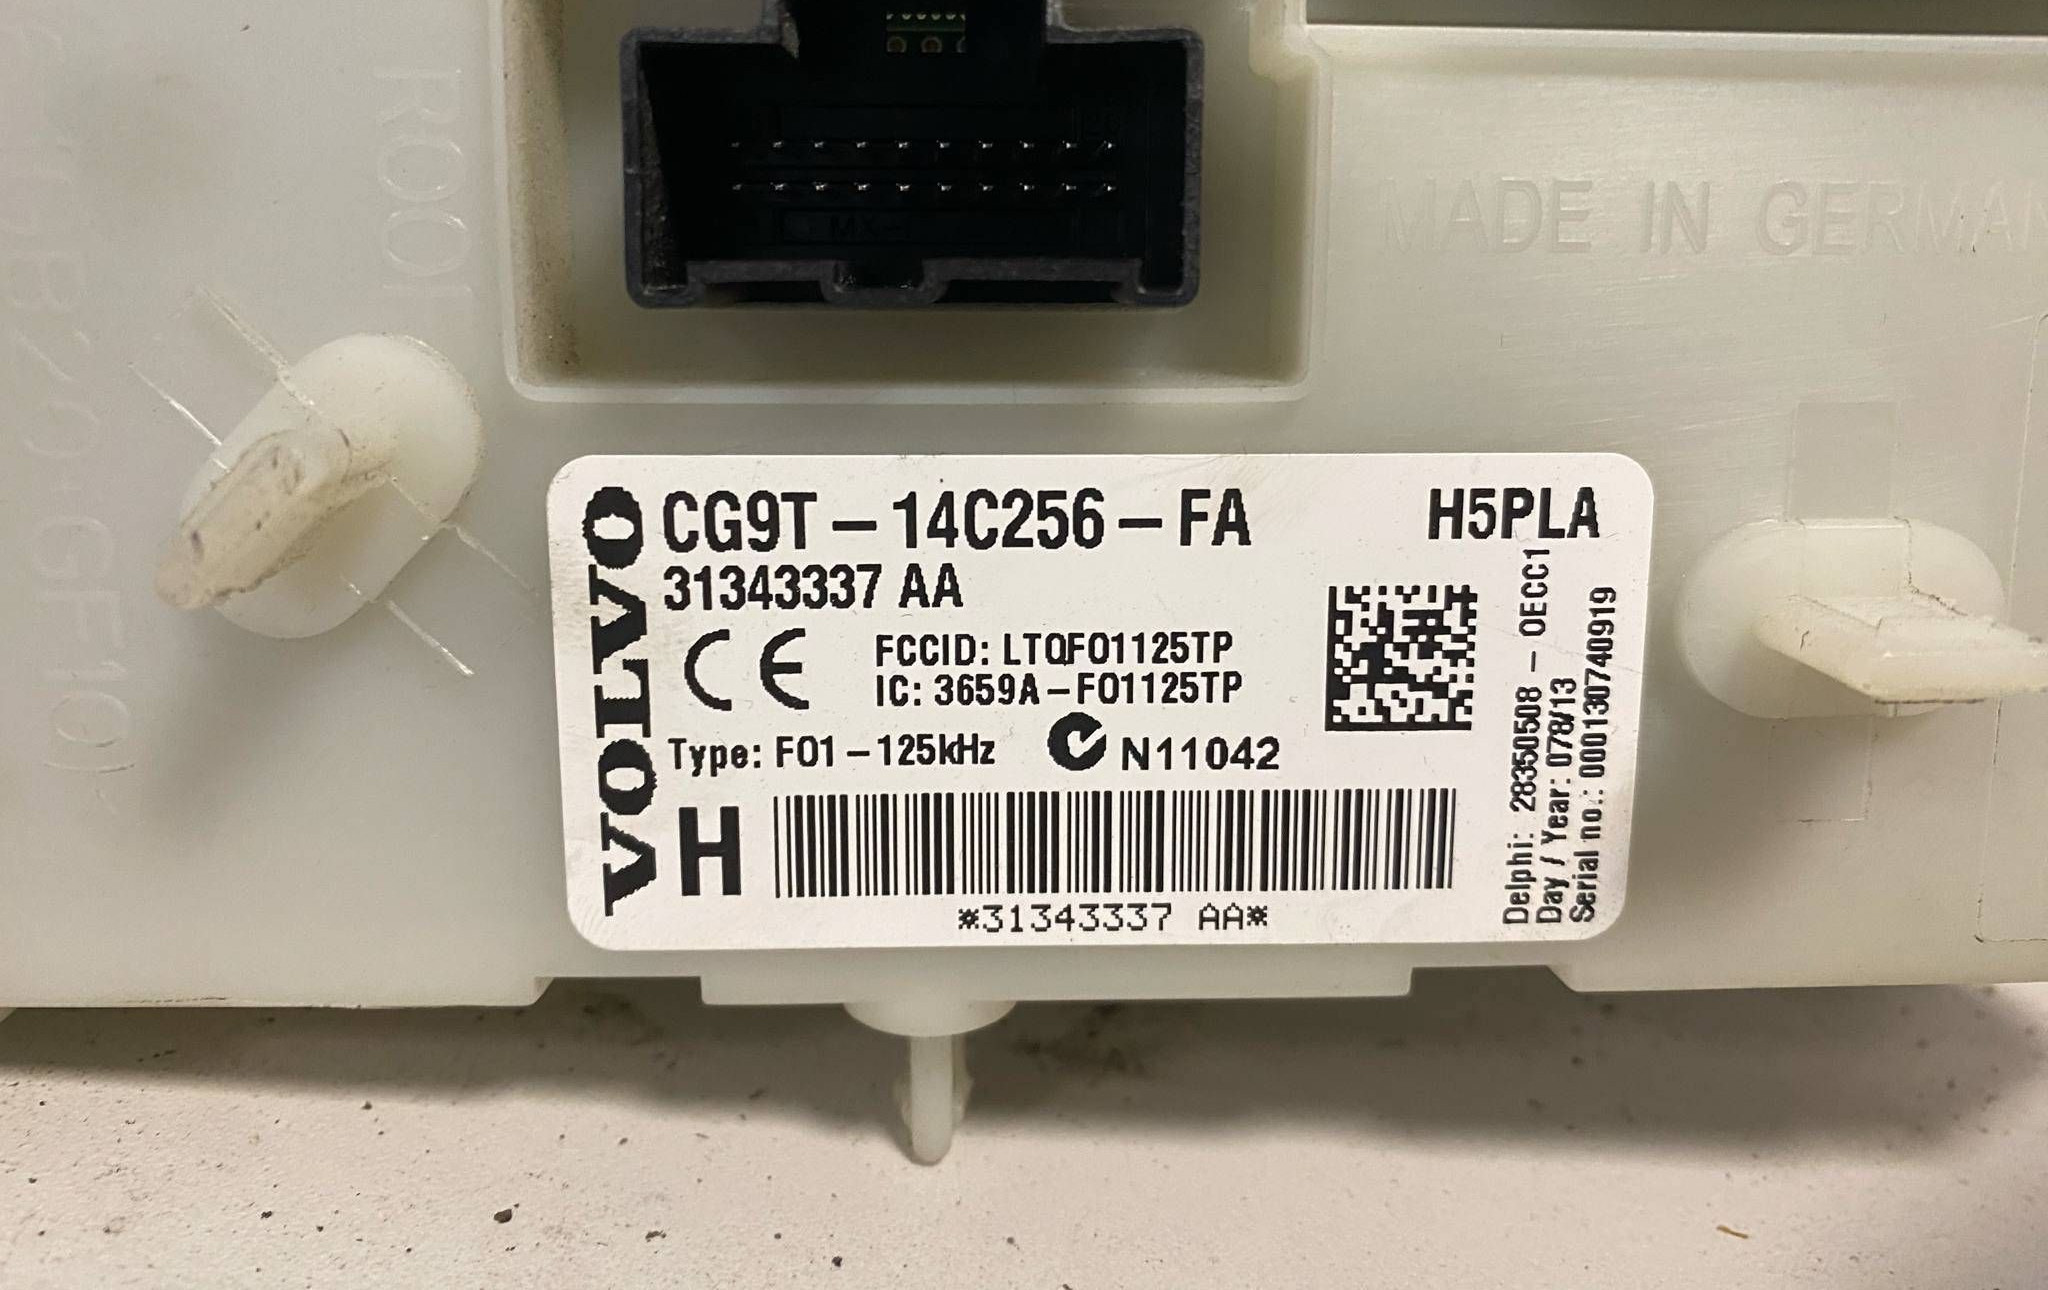 MADE IN GERMAN
VOLVO
CG9T-14C256-FA
H5PLA
31343337 AA
CE
FCCID: LTQFO1125TP
IC: 3659A-FO1125TP
Type: FO1-125kHz
N11042
H
*31343337 AA*
Delphi: 28350508 - OECC1
Day / Year: 078/13
Serial no.: 000130740919